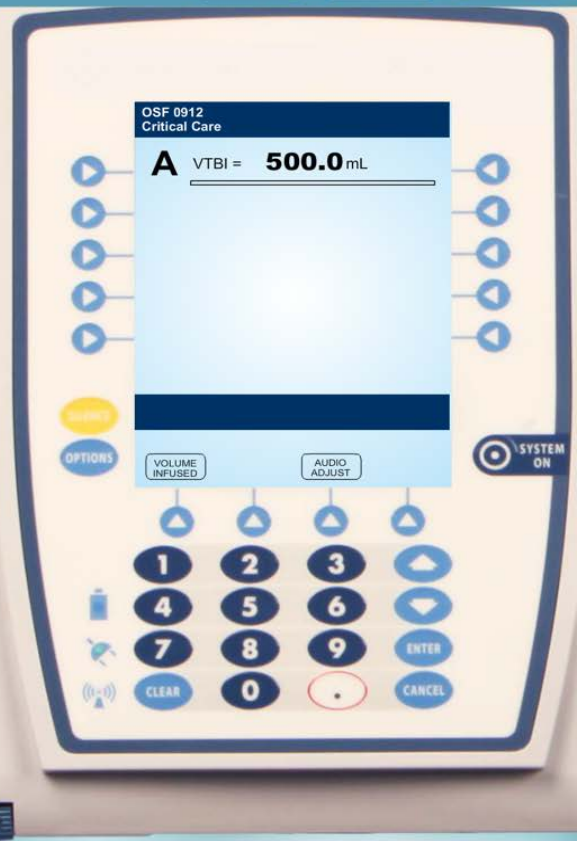 OSF 0912
Critical Care
A VTBI = 500.0 mL
OPTIONS
SYSTEM
ON
VOLUME
INFUSED
AUDIO
ADJUST
1 2 3
4 5 6
7 8 9 ENTER
CLEAR 0 . CANCEL